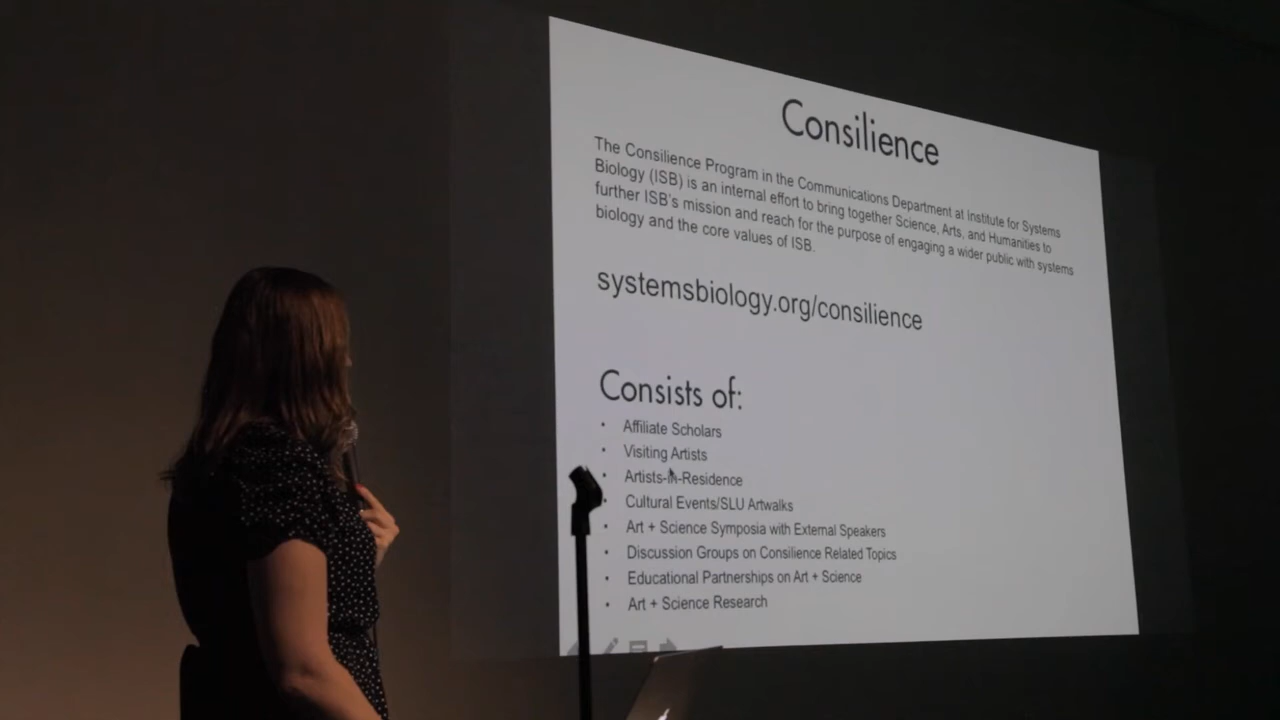 Consilience
The Consilience Program in the Communications Department at Institute for Systems
Biology (ISB) is an internal effort to bring together Science, Arts, and Humanities to
further ISB's mission and reach for the purpose of engaging a wider public with systems
biology and the core values of ISB.
systemsbiology.org/consilience
Consists of:
• Affiliate Scholars
• Visiting Artists
• Artists-in-Residence
• Cultural Events/SLU Artwalks
• Art + Science Symposia with External Speakers
• Discussion Groups on Consilience Related Topics
• Educational Partnerships on Art + Science
• Art + Science Research